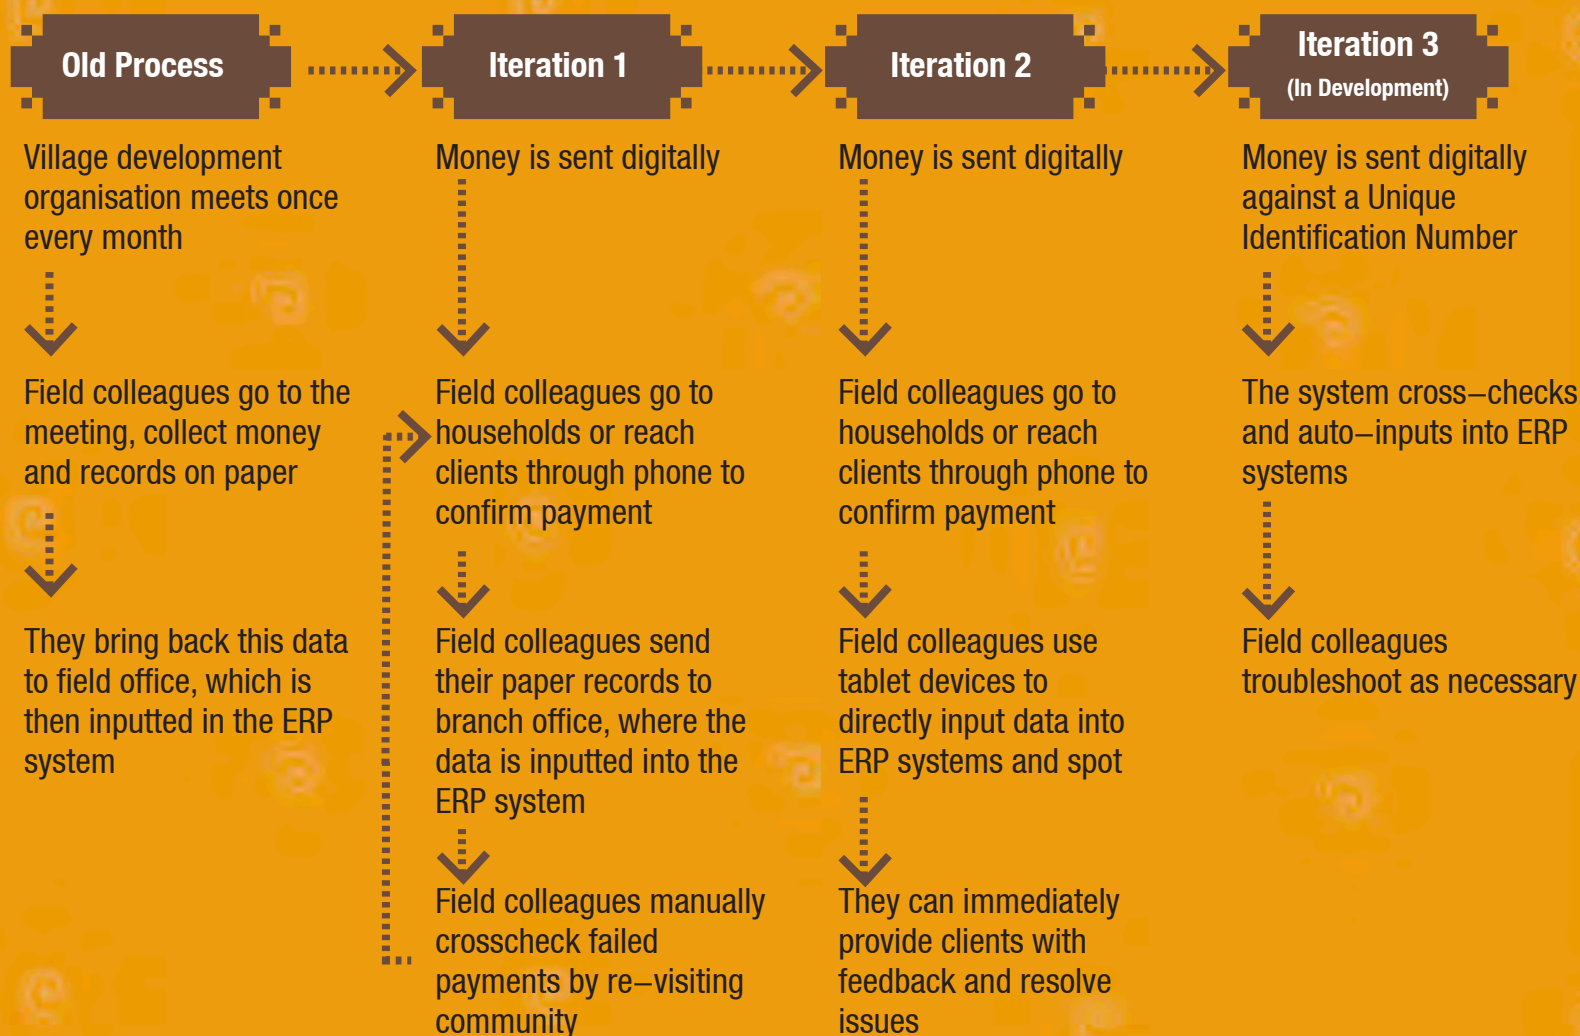 Old Process
Iteration 1
Iteration 2
Iteration 3
(In Development)
Village development
organisation meets once
every month
Field colleagues go to the
meeting, collect money
and records on paper
They bring back this data
to field office, which is
then inputted in the ERP
system
Money is sent digitally
Field colleagues go to
households or reach
clients through phone to
confirm payment
Field colleagues send
their paper records to
branch office, where the
data is inputted into the
ERP system
Field colleagues manually
crosscheck failed
payments by re–visiting
community
Money is sent digitally
Field colleagues go to
households or reach
clients through phone to
confirm payment
Field colleagues use
tablet devices to
directly input data into
ERP systems and spot
They can immediately
provide clients with
feedback and resolve
issues
Money is sent digitally
against a Unique
Identification Number
The system cross–checks
and auto–inputs into ERP
systems
Field colleagues
troubleshoot as necessary